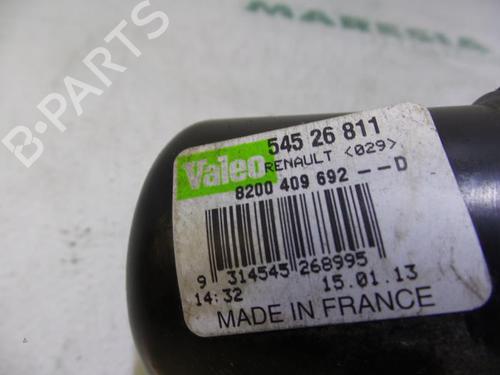 B-PARTS
MARESIA
Valeo
545 26 811
RENAULT <029>
8200 409 692 --D
9 314545 268995
14:32 15.01.13
MADE IN FRANCE